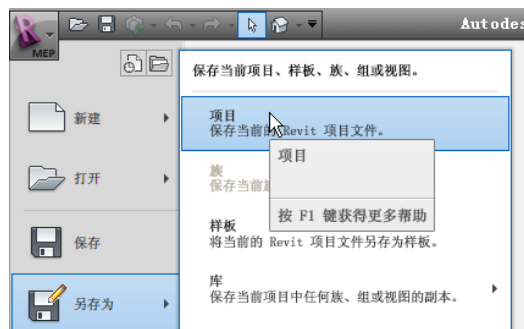 Autodes
MEP
保存当前项目、样板、族、组或视图。
新建
项目
保存当前的 Revit 项目文件。
项目
打开
族
保存当前
按 F1 键获得更多帮助
样板
将当前的 Revit 项目文件另存为样板。
保存
库
保存当前项目中任何族、组或视图的副本。
另存为